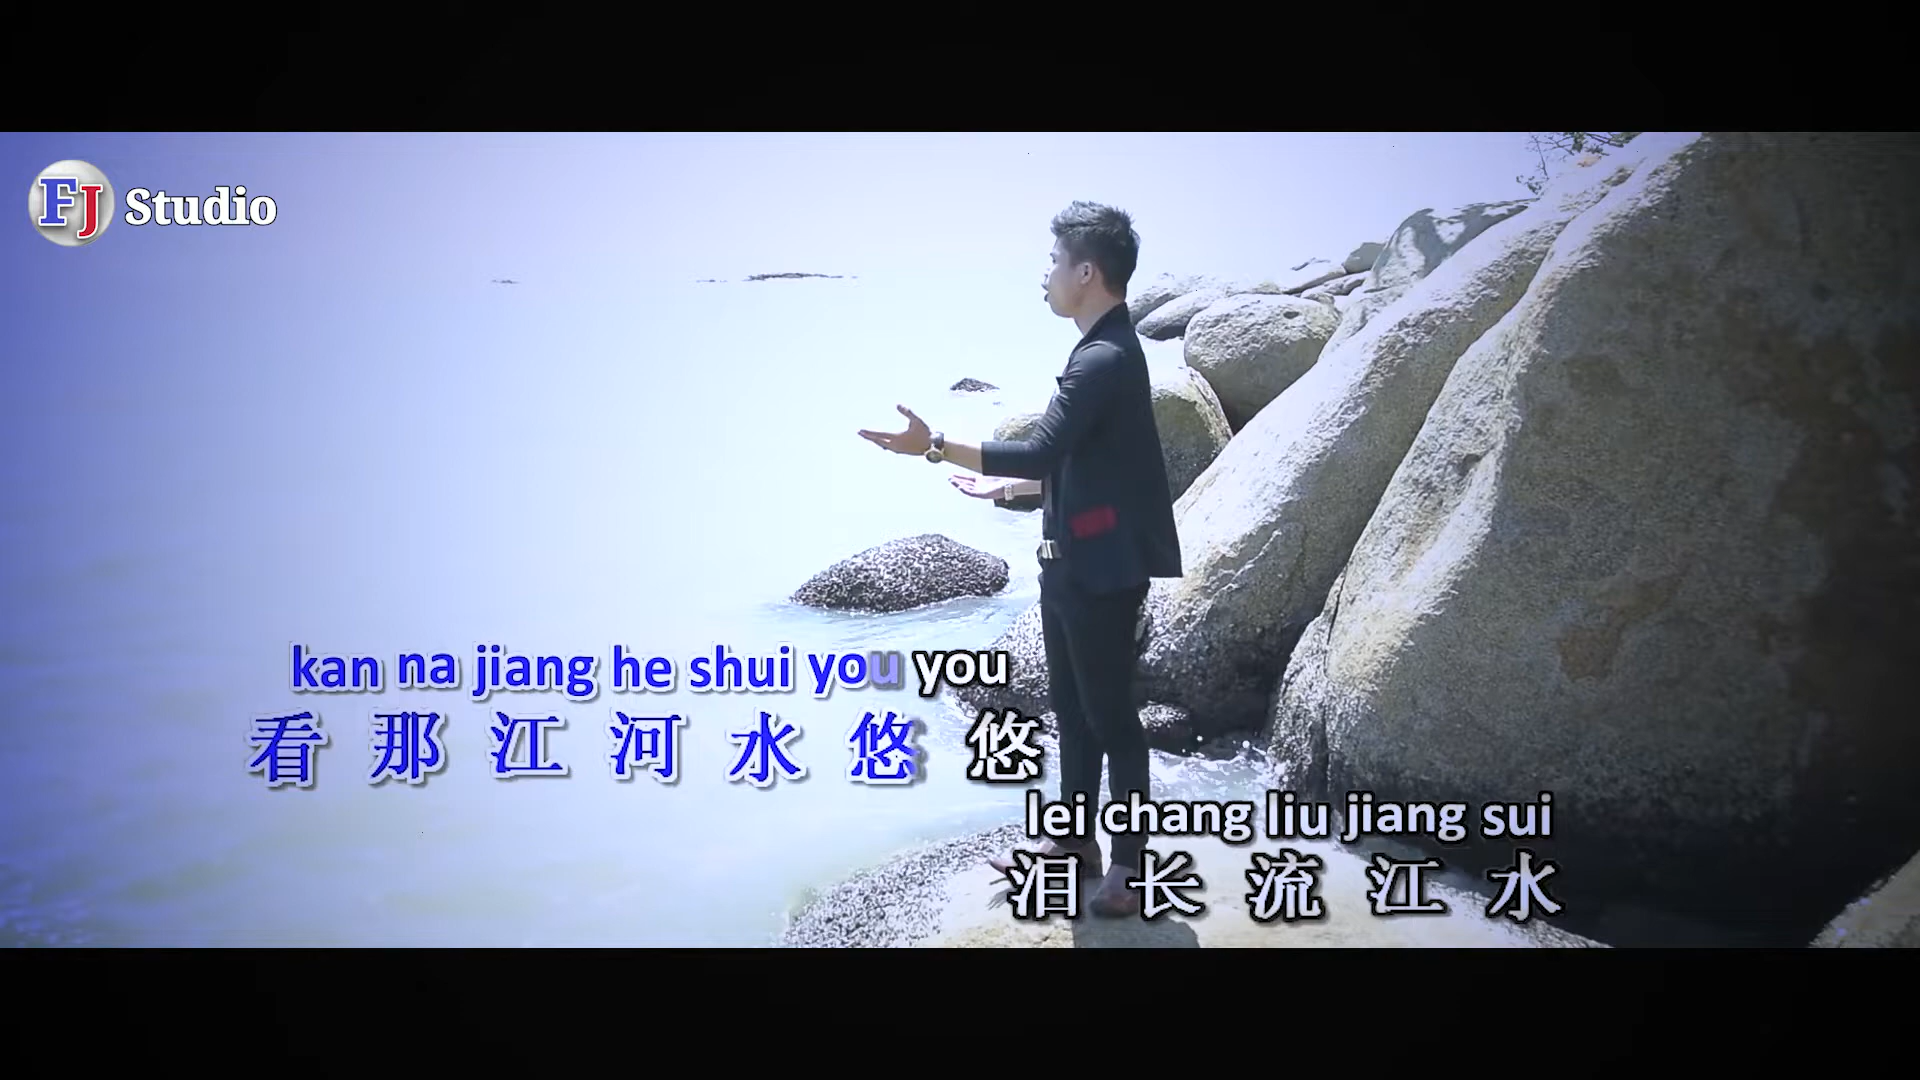 FJ Studio
kan na jiang he shui you you
看那江河水悠悠
lei chang liu jiang sui
泪长流江水